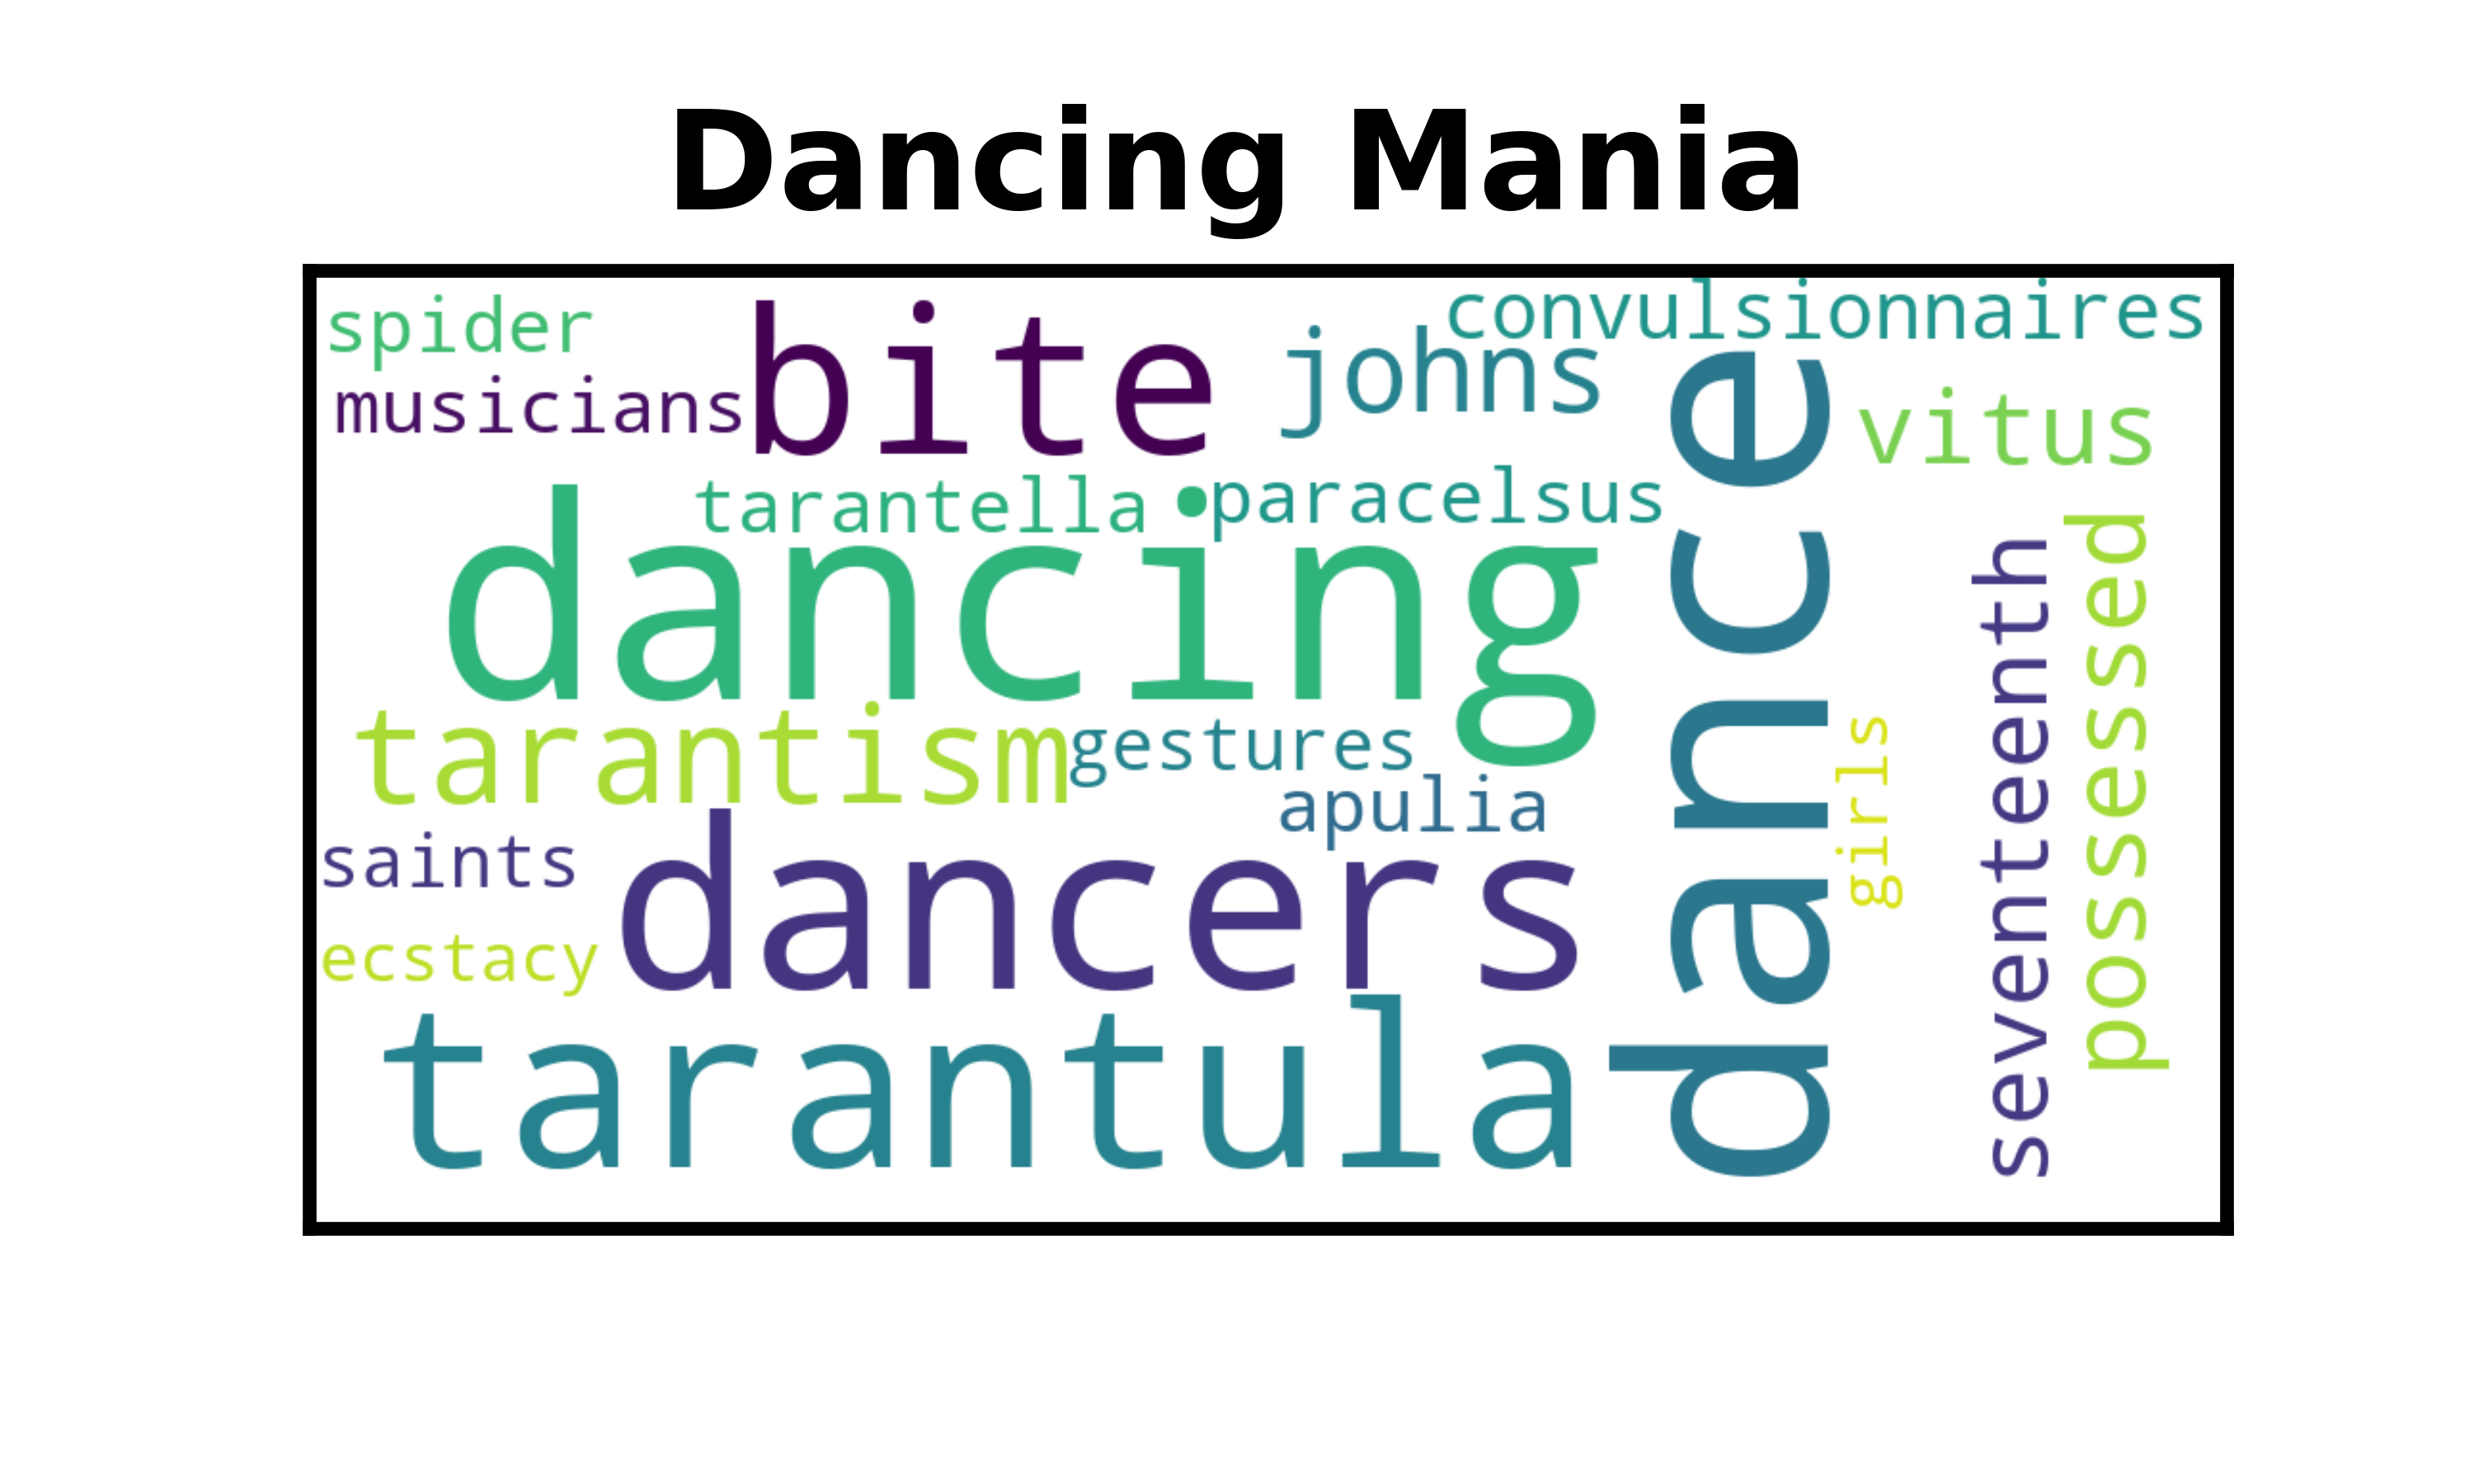 Dancing Mania
spider
bite
johns
convulsionnaires
musicians
vitus
tarantella
paracelsus
dancing
dance
tarantism
gestures
seventeenth
possessed
girls
apulia
saints
dancers
ecstacy
tarantula